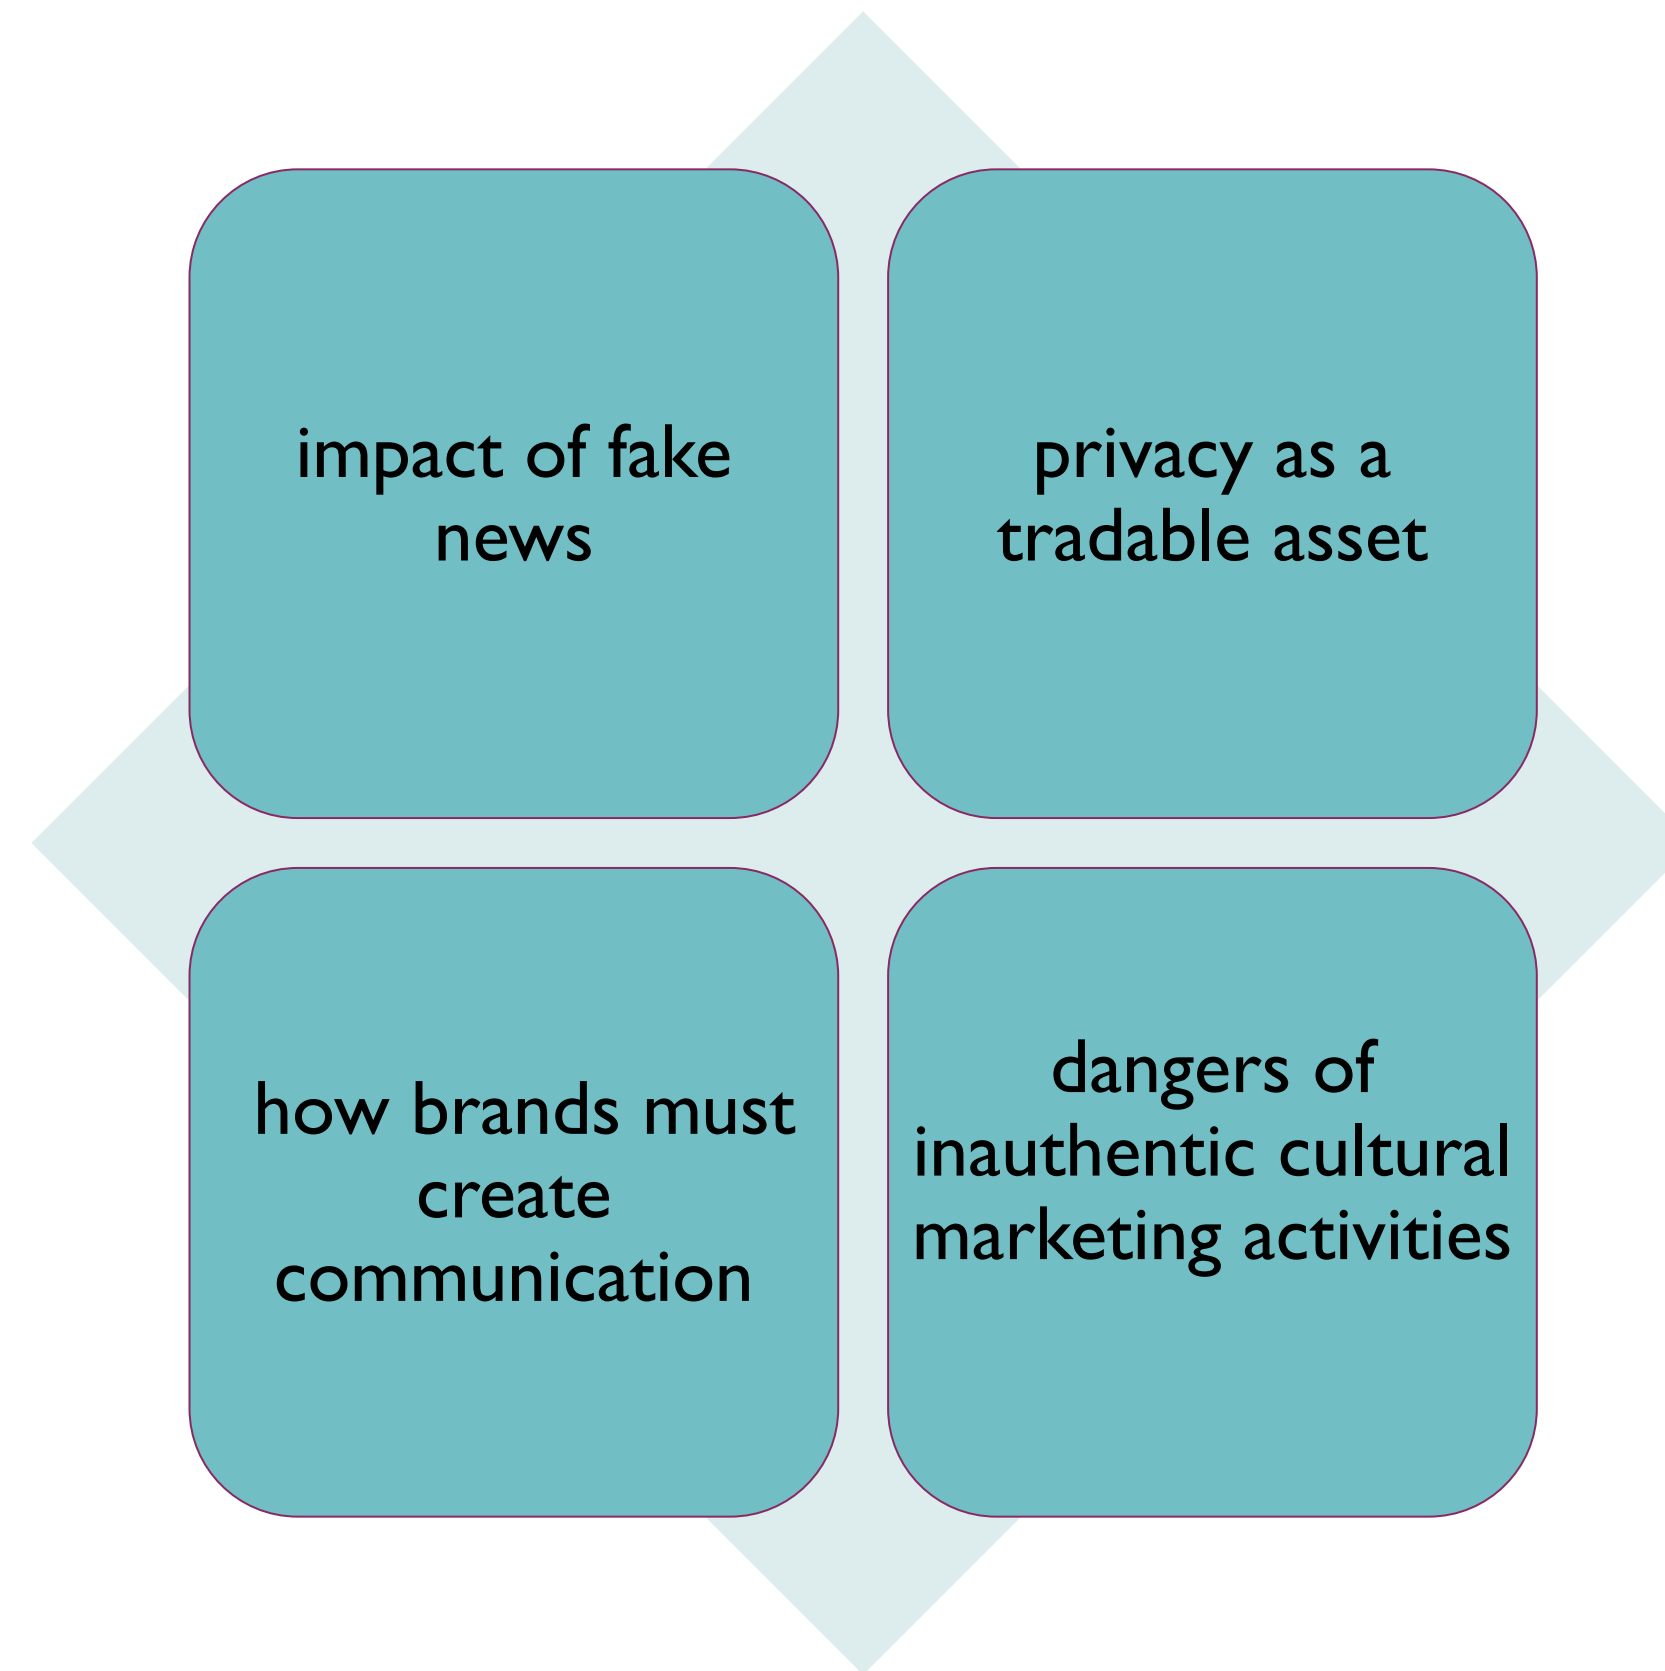 impact of fake
news
privacy as a
tradable asset
how brands must
create
communication
dangers of
inauthentic cultural
marketing activities